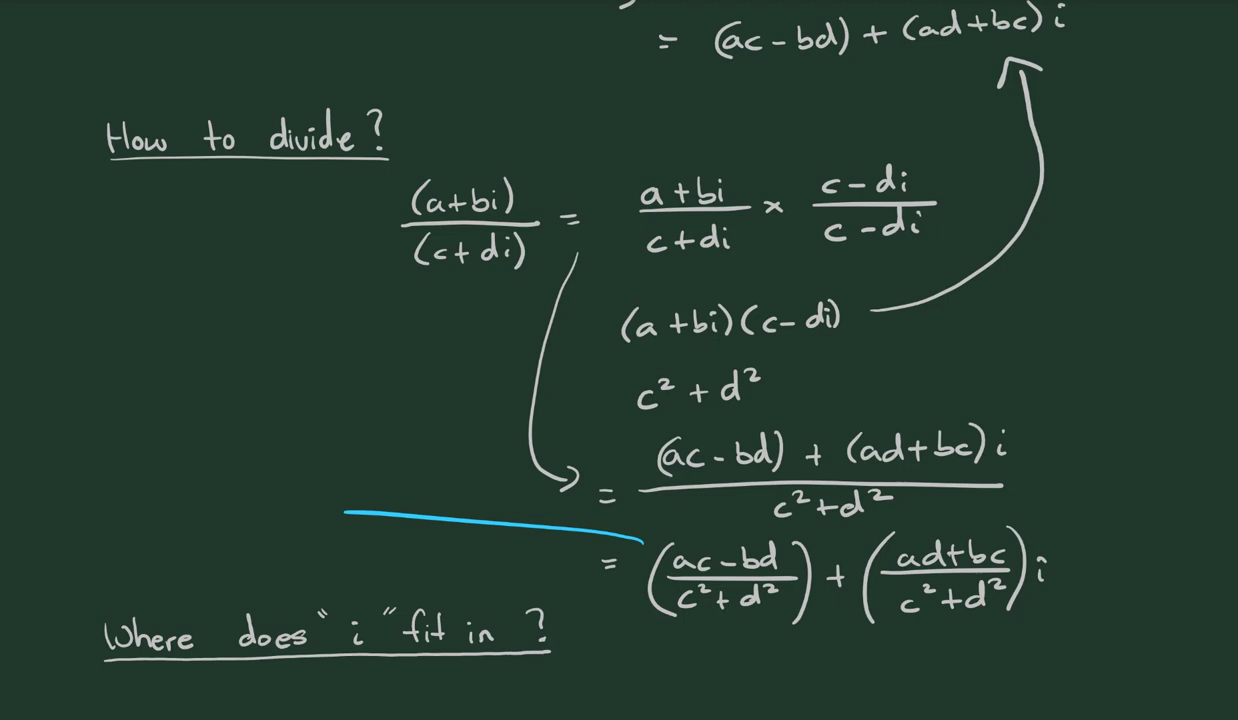 = (ac - bd) + (ad + bc) i
How to divide?
(a+bi)/(c+di) = a+bi/c+di × c-di/c-di
(a+bi)(c-di)
c² + d²
= (ac - bd) + (ad+bc) i / c²+d²
= (ac-bd/c²+d²) + (ad+bc/c²+d²) i
Where does "i" fit in?